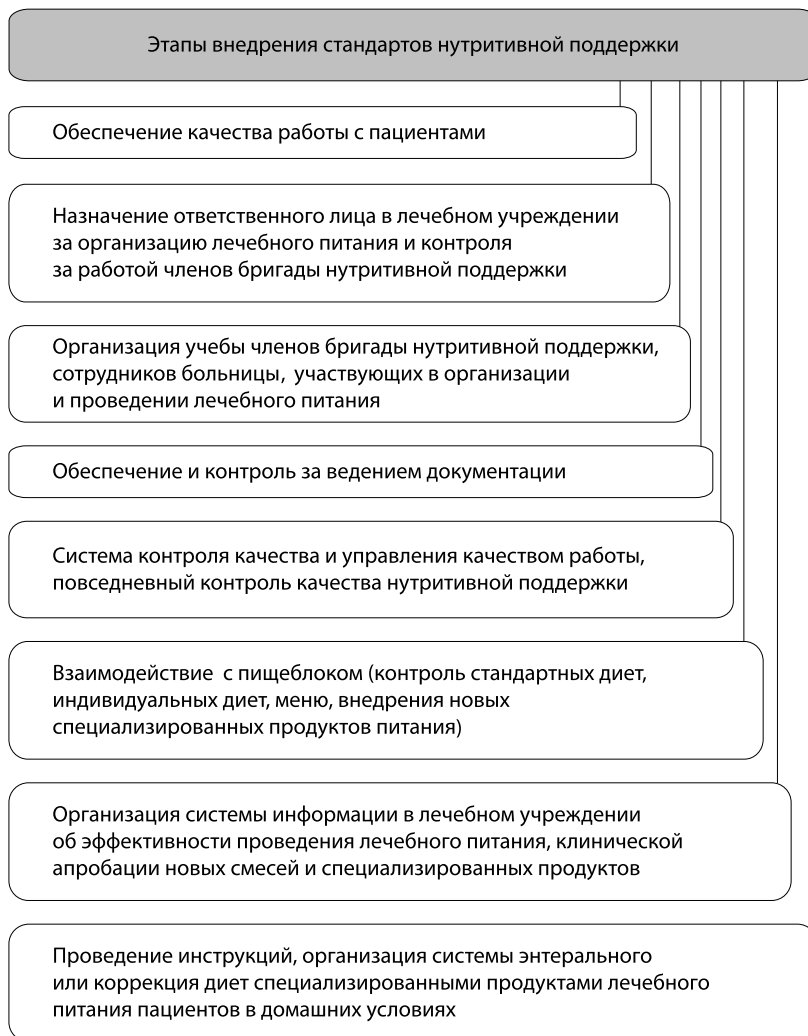 Этапы внедрения стандартов нутритивной поддержки
Обеспечение качества работы с пациентами
Назначение ответственного лица в лечебном учреждении
за организацию лечебного питания и контроля
за работой членов бригады нутритивной поддержки
Организация учебы членов бригады нутритивной поддержки,
сотрудников больницы, участвующих в организации
и проведении лечебного питания
Обеспечение и контроль за ведением документации
Система контроля качества и управления качеством работы,
повседневный контроль качества нутритивной поддержки
Взаимодействие с пищеблоком (контроль стандартных диет,
индивидуальных диет, меню, внедрения новых
специализированных продуктов питания)
Организация системы информации в лечебном учреждении
об эффективности проведения лечебного питания, клинической
апробации новых смесей и специализированных продуктов
Проведение инструкций, организация системы энтерального
или коррекция диет специализированными продуктами лечебного
питания пациентов в домашних условиях